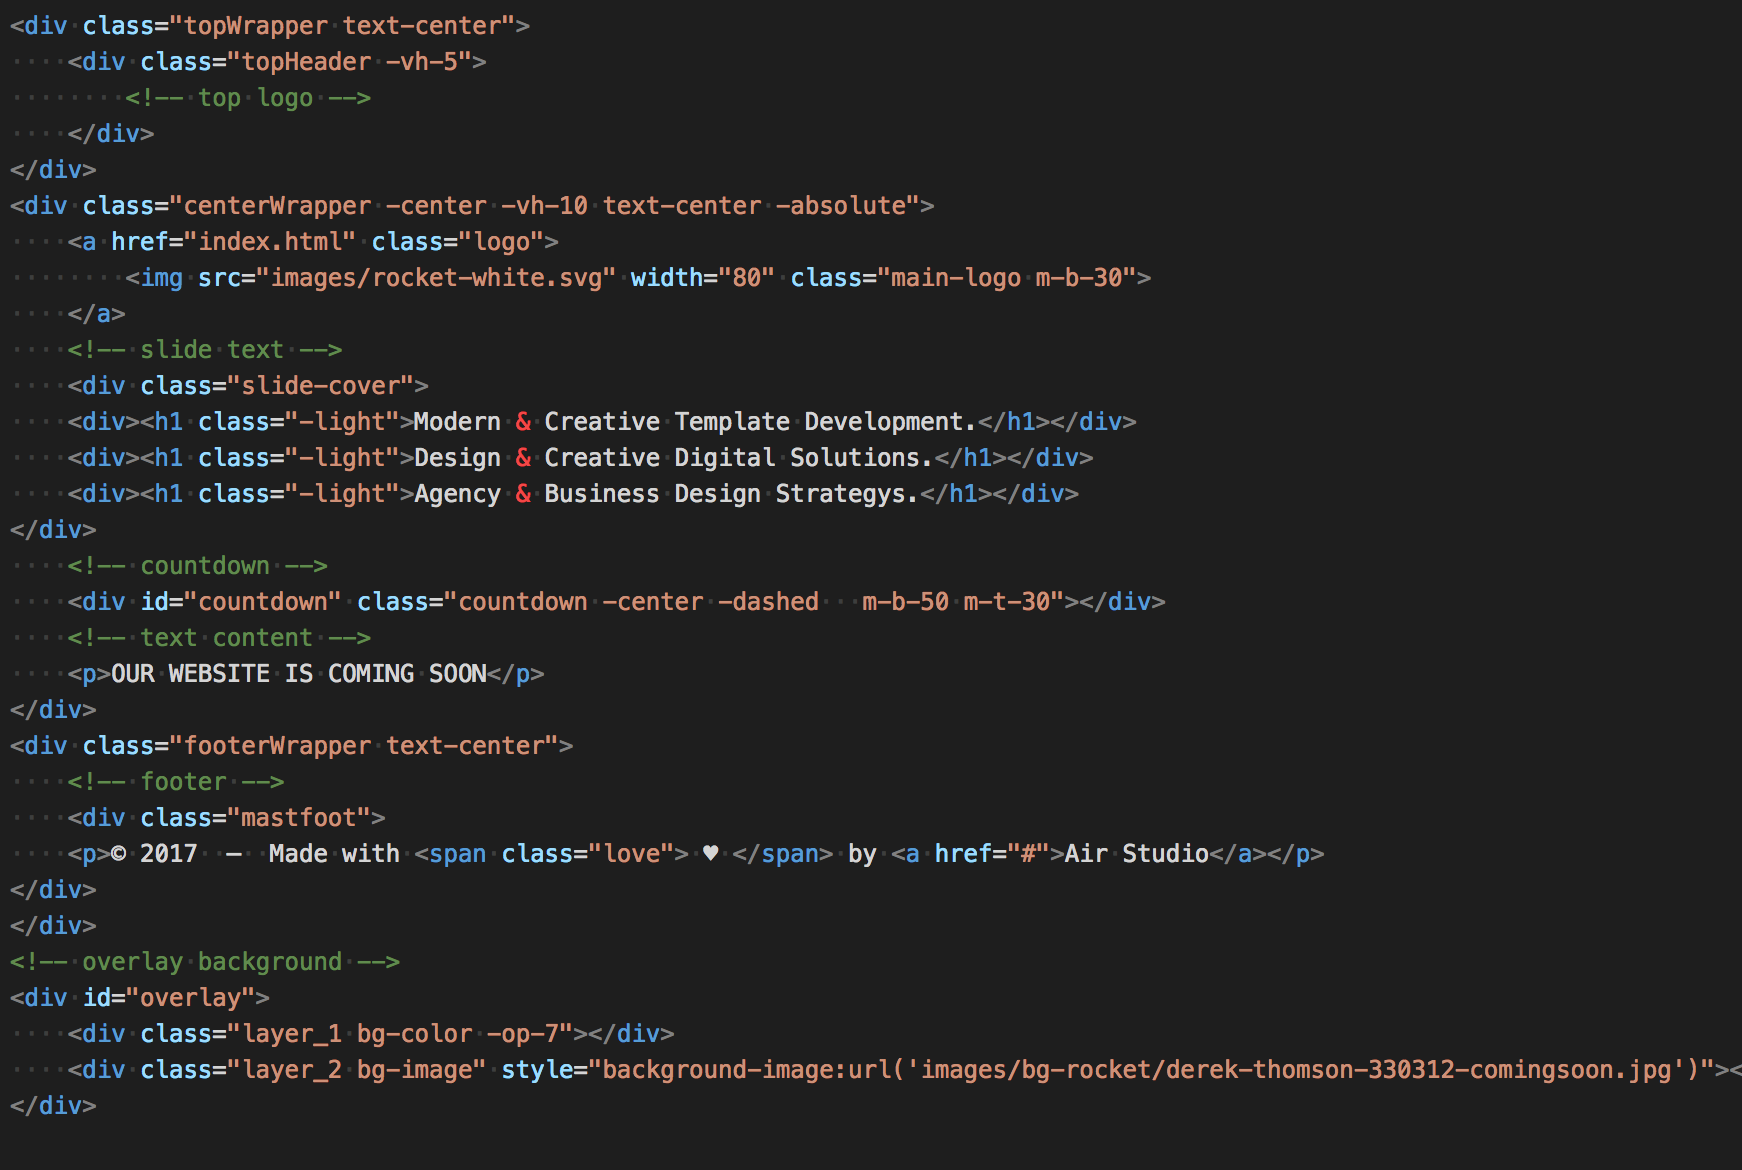 <div class="topWrapper text-center">
    <div class="topHeader -vh-5">
        <!-- top logo -->
    </div>
</div>
<div class="centerWrapper -center -vh-10 text-center -absolute">
    <a href="index.html" class="logo">
        <img src="images/rocket-white.svg" width="80" class="main-logo m-b-30">
    </a>
    <!-- slide text -->
    <div class="slide-cover">
    <div><h1 class="-light">Modern & Creative Template Development.</h1></div>
    <div><h1 class="-light">Design & Creative Digital Solutions.</h1></div>
    <div><h1 class="-light">Agency & Business Design Strategys.</h1></div>
</div>
    <!-- countdown -->
    <div id="countdown" class="countdown -center -dashed   m-b-50 m-t-30"></div>
    <!-- text content -->
    <p>OUR WEBSITE IS COMING SOON</p>
</div>
<div class="footerWrapper text-center">
    <!-- footer -->
    <div class="mastfoot">
    <p>© 2017  –  Made with <span class="love"> ♥ </span> by <a href="#">Air Studio</a></p>
</div>
</div>
<!-- overlay background -->
<div id="overlay">
    <div class="layer_1 bg-color -op-7"></div>
    <div class="layer_2 bg-image" style="background-image:url('images/bg-rocket/derek-thomson-330312-comingsoon.jpg')"><
</div>